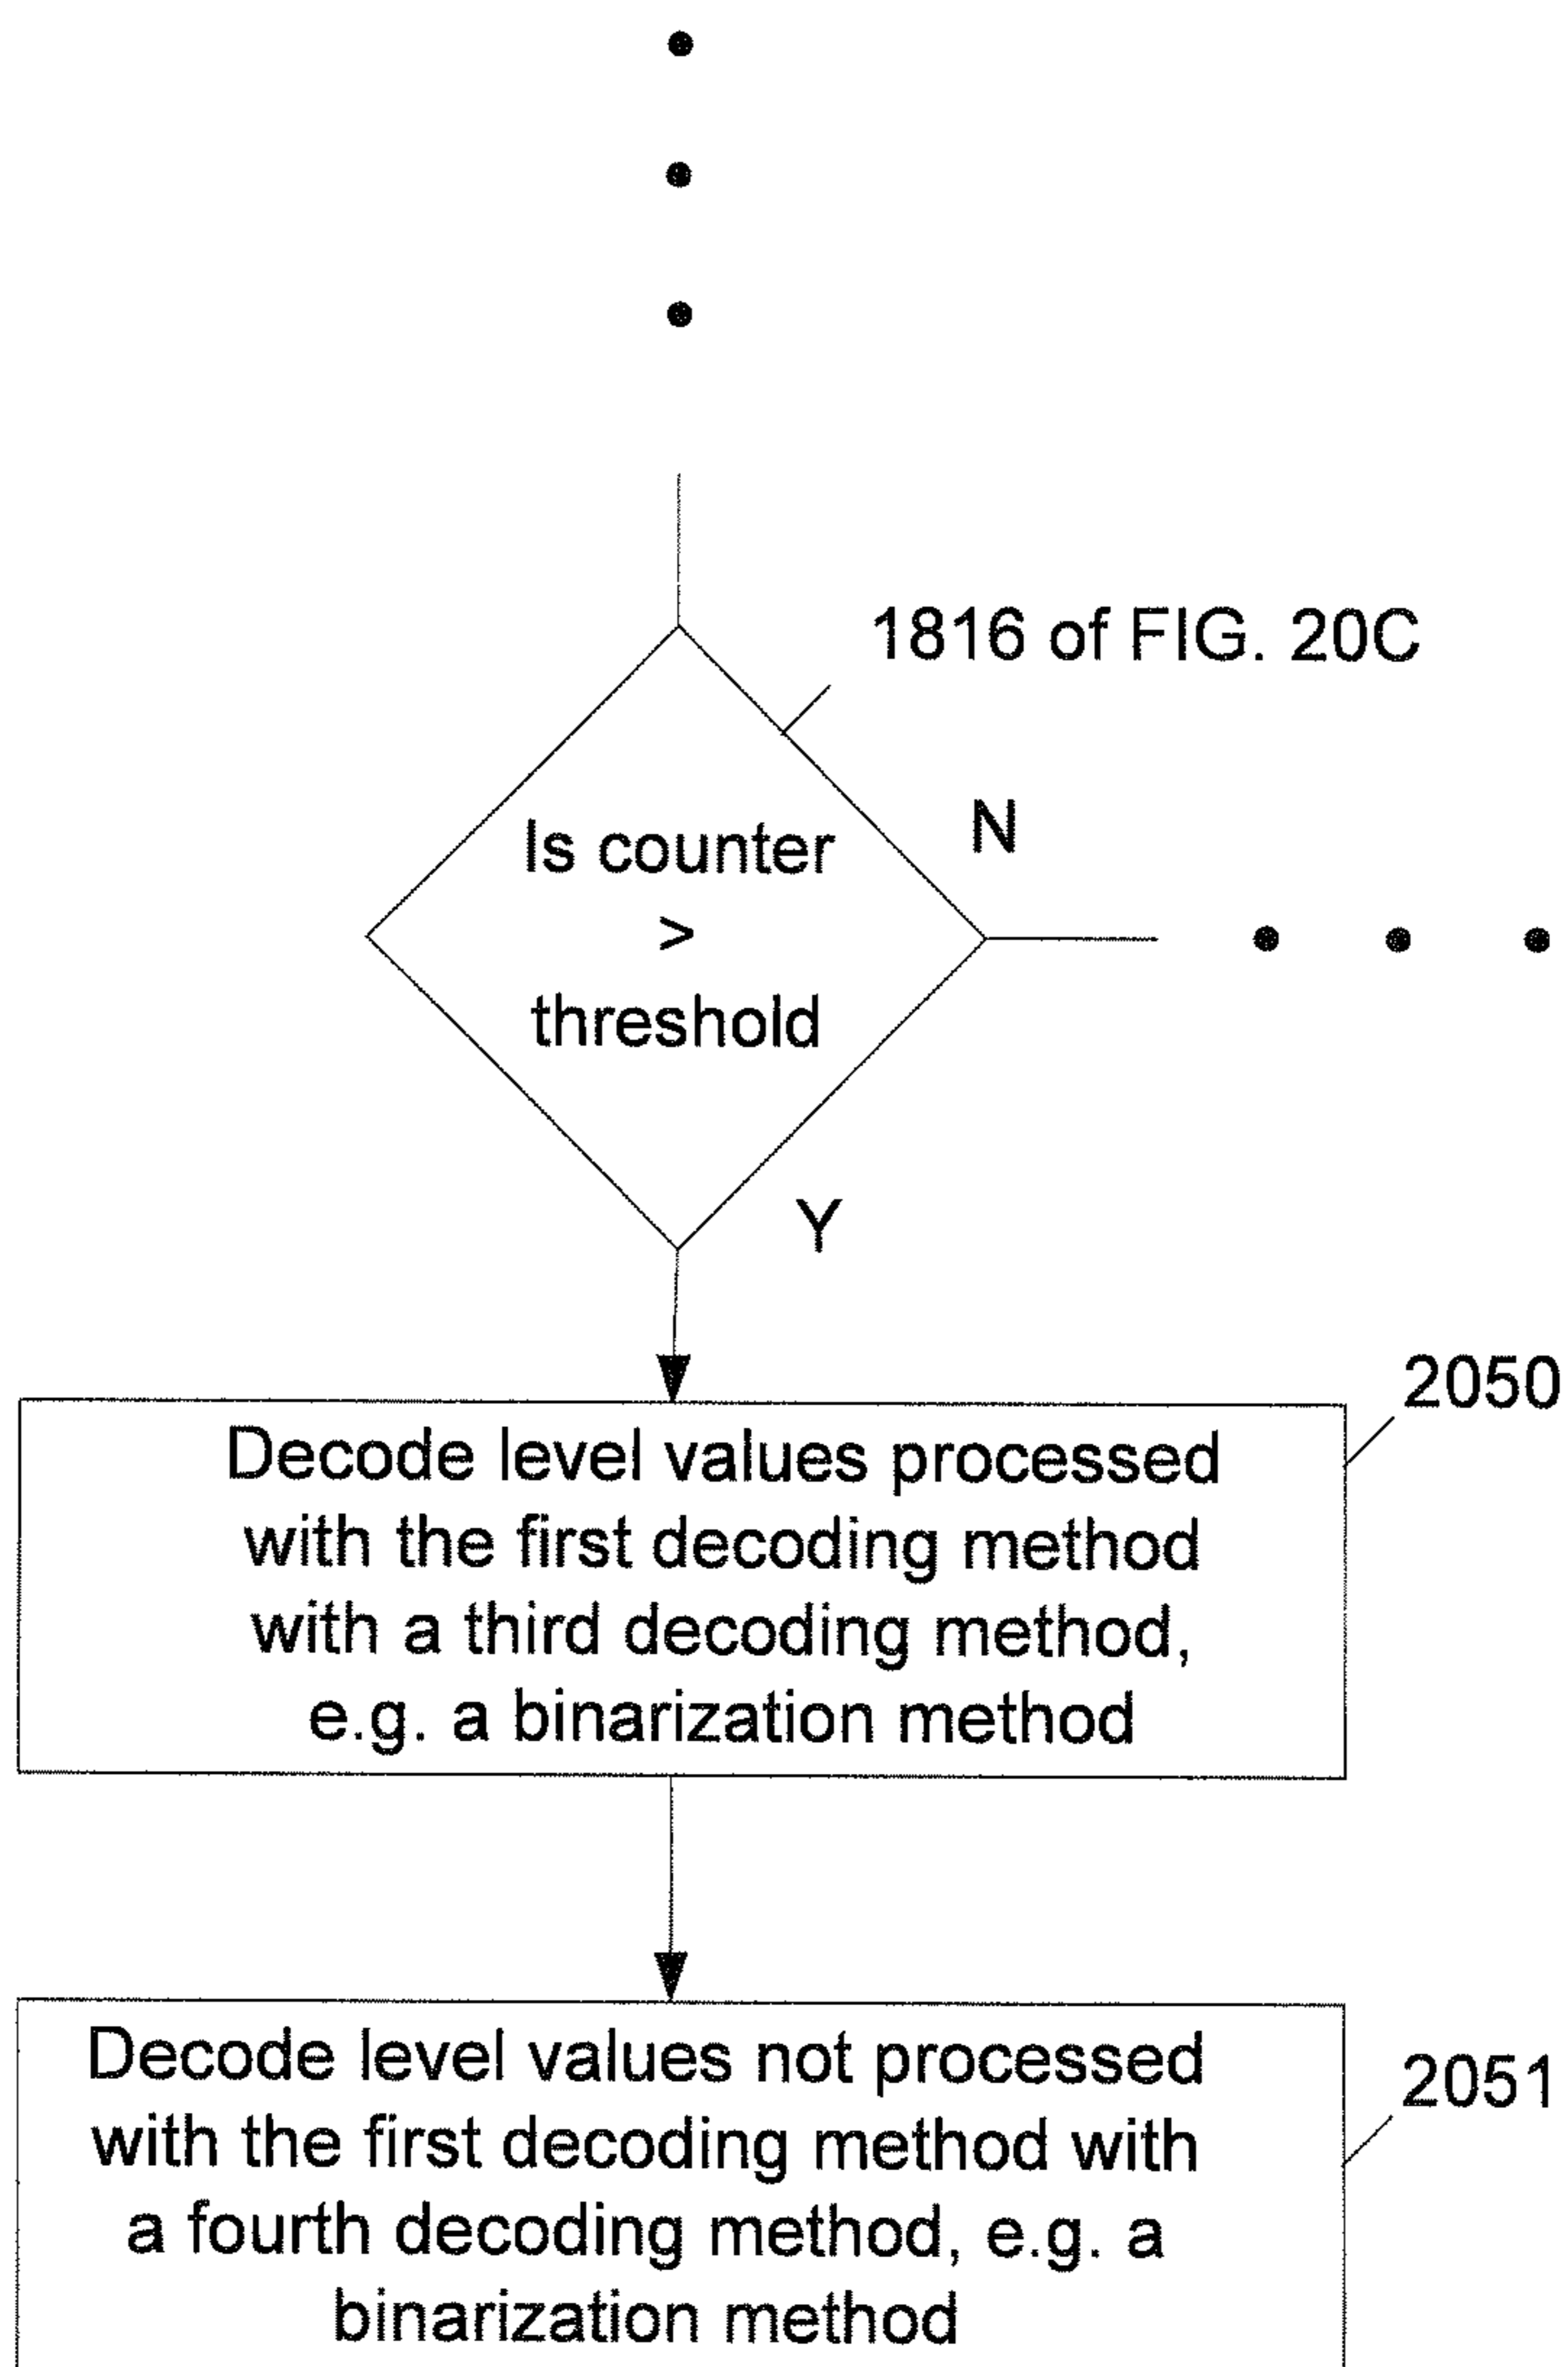 1816 of FIG. 20C
Is counter
>
threshold
N
Y
2050
Decode level values processed
with the first decoding method
with a third decoding method,
e.g. a binarization method
2051
Decode level values not processed
with the first decoding method with
a fourth decoding method, e.g. a
binarization method